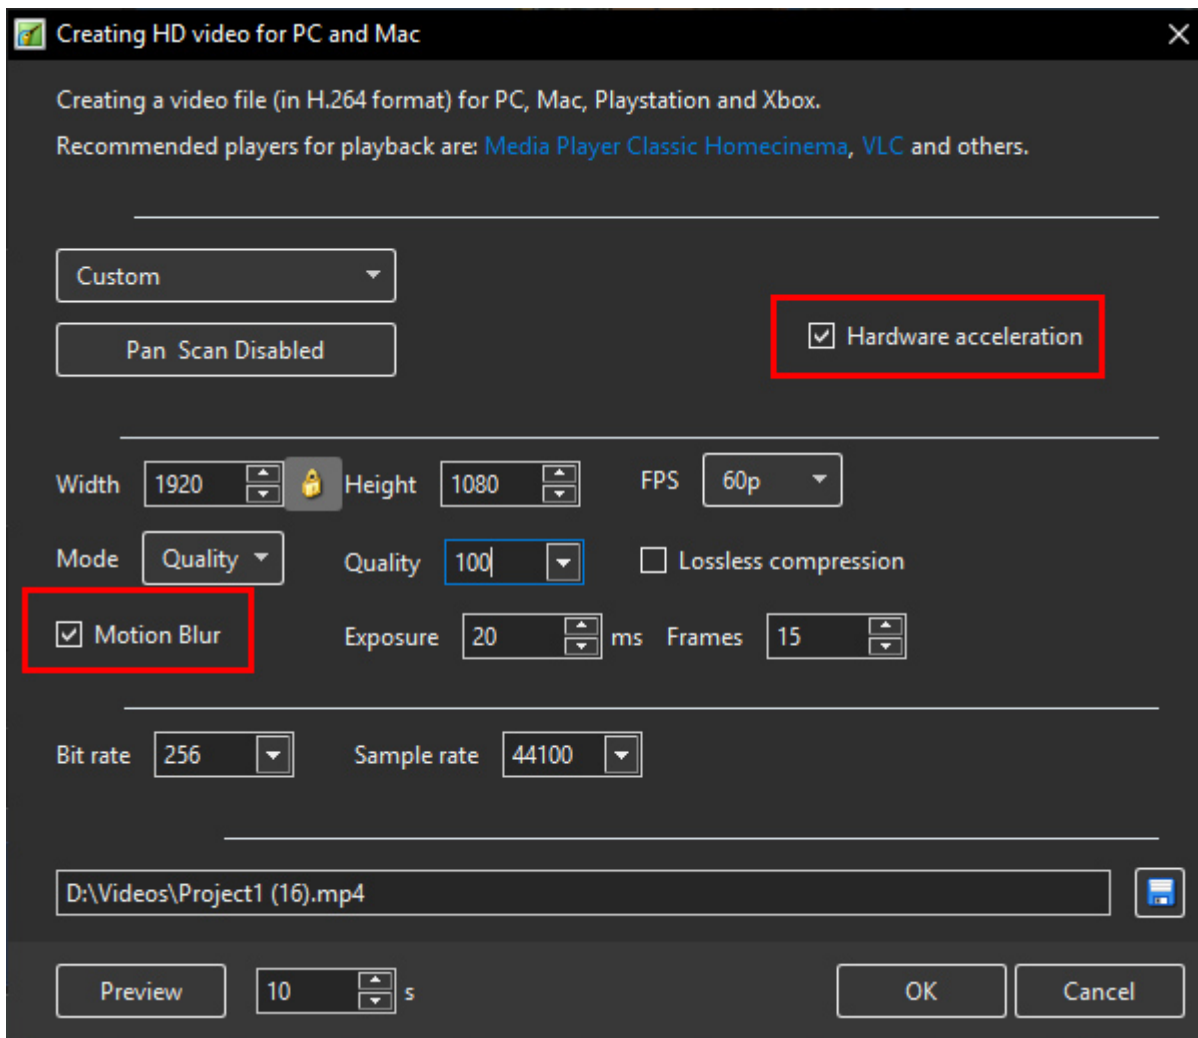 Creating HD video for PC and Mac
Creating a video file (in H.264 format) for PC, Mac, Playstation and Xbox.
Recommended players for playback are: Media Player Classic Homecinema, VLC and others.
Custom
Pan Scan Disabled
Hardware acceleration
Width 1920 Height 1080 FPS 60p
Mode Quality Quality 100 Lossless compression
Motion Blur Exposure 20 ms Frames 15
Bit rate 256 Sample rate 44100
D:\Videos\Project1 (16).mp4
Preview 10 s OK Cancel